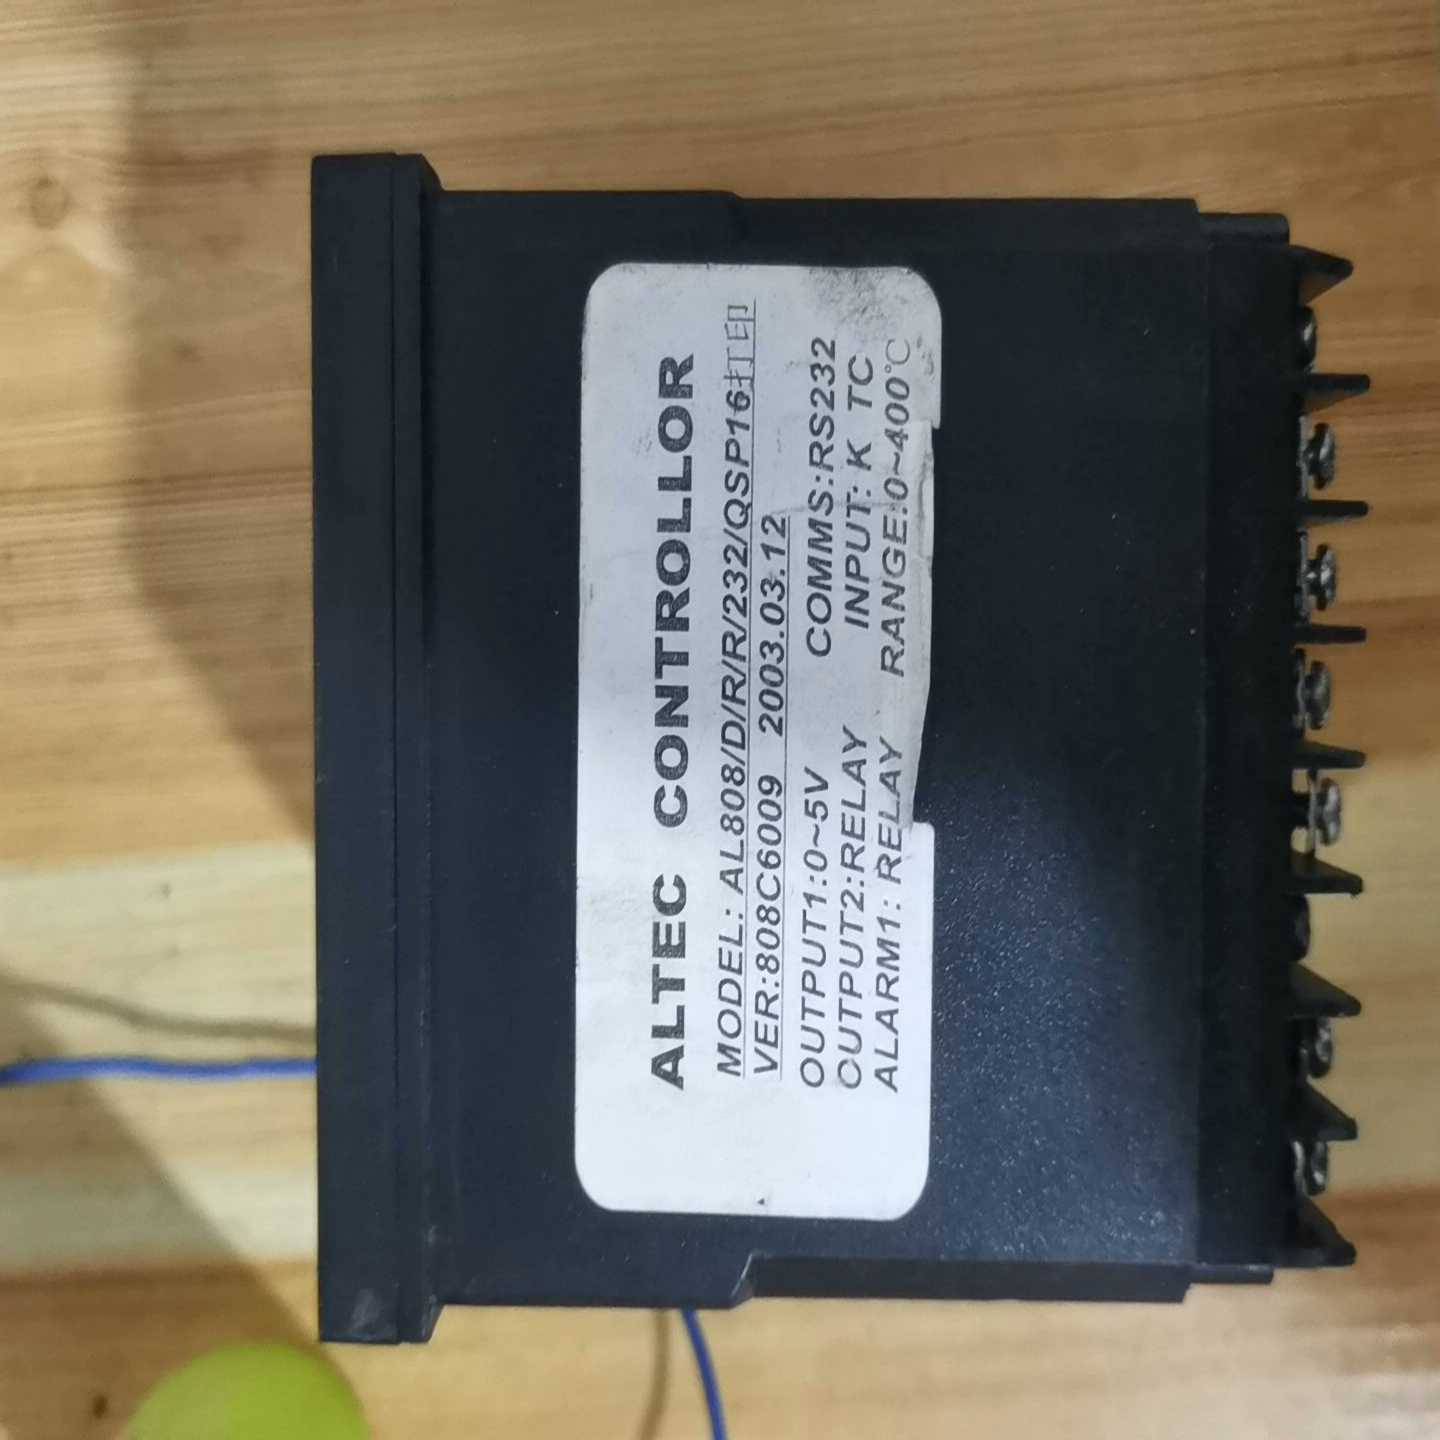 ALTEC CONTROLLOR
MODEL: AL808/D/R/R/232/QSP16打印
VER:808C6009 2003.03.12
OUTPUT1:0~5V COMMS:RS232
OUTPUT2:RELAY INPUT: K TC
ALARM1: RELAY RANGE:0~400℃